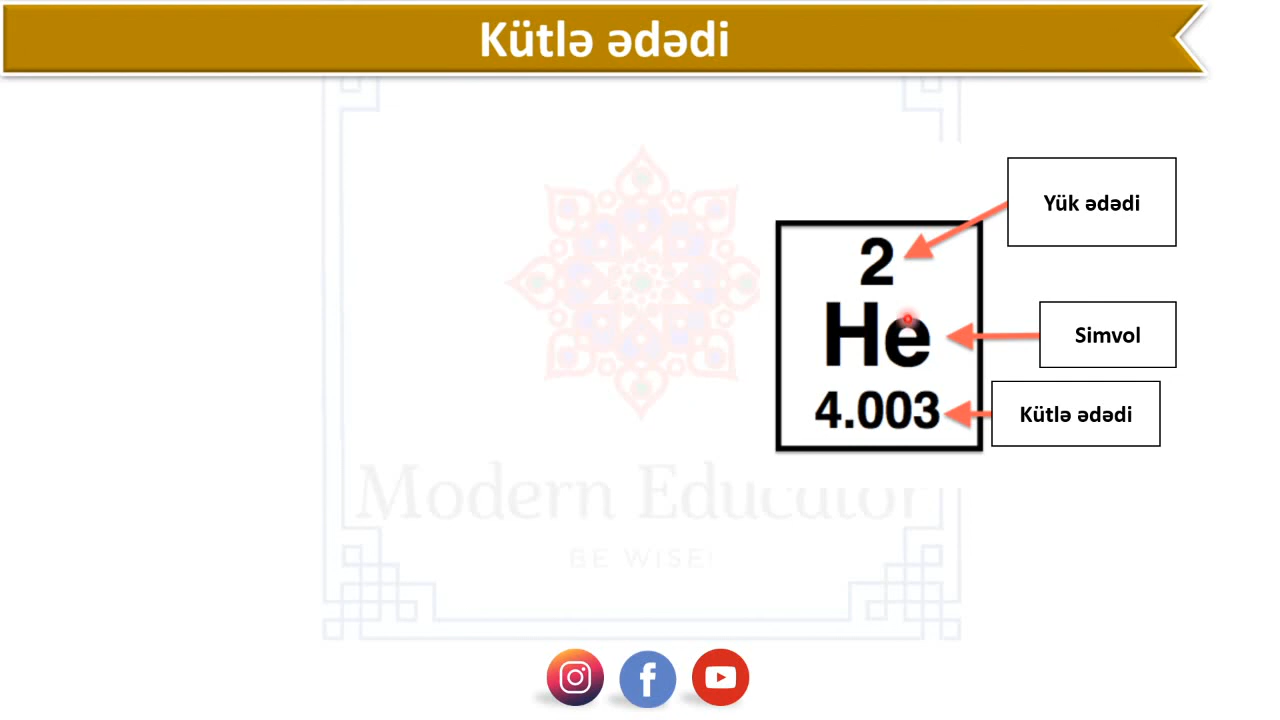 Kütlə ədədi
Yük ədədi
2
He
Simvol
4.003
Kütlə ədədi
Modern Educator
BE WISE!